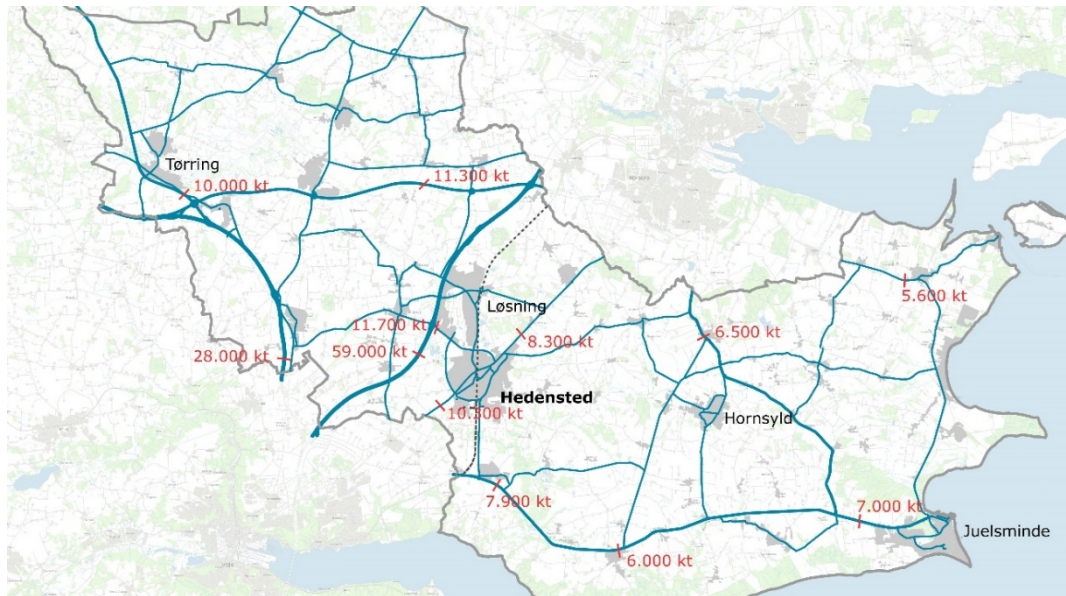 Tørring
10.000 kt
11.300 kt
5.600 kt
Løsning
11.700 kt
8.300 kt
6.500 kt
28.000 kt
59.000 kt
Hedensted
10.300 kt
Hornsyld
7.900 kt
7.000 kt
Juelsminde
6.000 kt